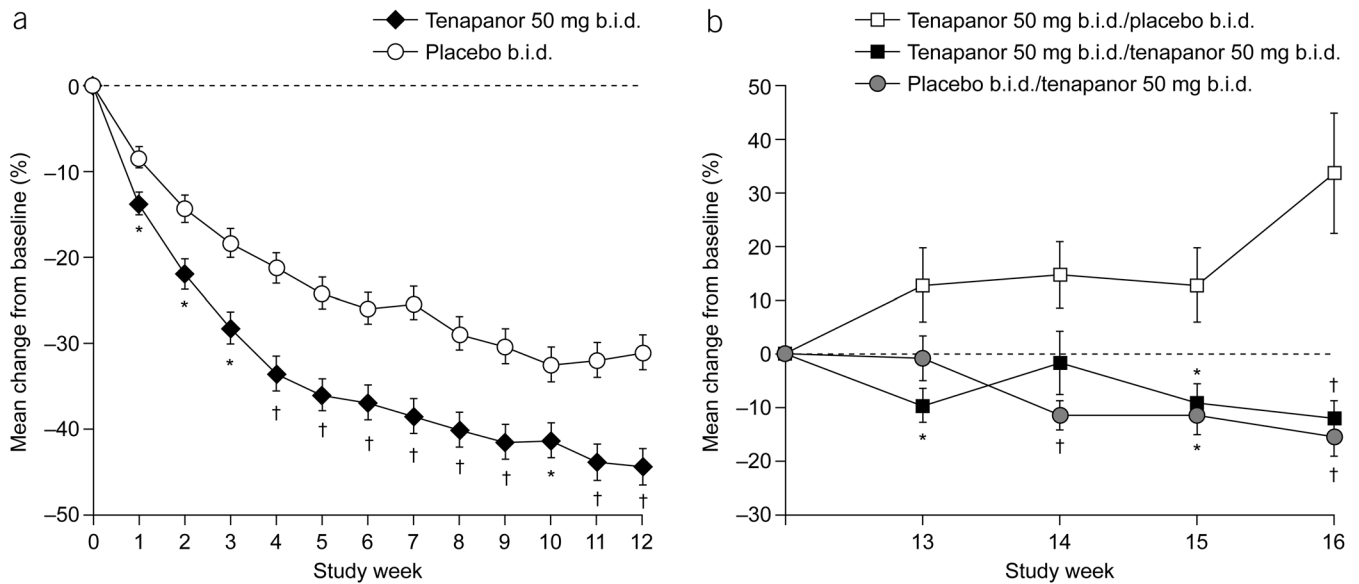 a
Tenapanor 50 mg b.i.d.
Placebo b.i.d.
Mean change from baseline (%)
0
–10
–20
–30
–40
–50
*
*
*
†
†
†
†
†
†
*
†
†
0 1 2 3 4 5 6 7 8 9 10 11 12
Study week
b
Tenapanor 50 mg b.i.d./placebo b.i.d.
Tenapanor 50 mg b.i.d./tenapanor 50 mg b.i.d.
Placebo b.i.d./tenapanor 50 mg b.i.d.
Mean change from baseline (%)
50
40
30
20
10
0
–10
–20
–30
*
†
*
†
*
*
†
13 14 15 16
Study week